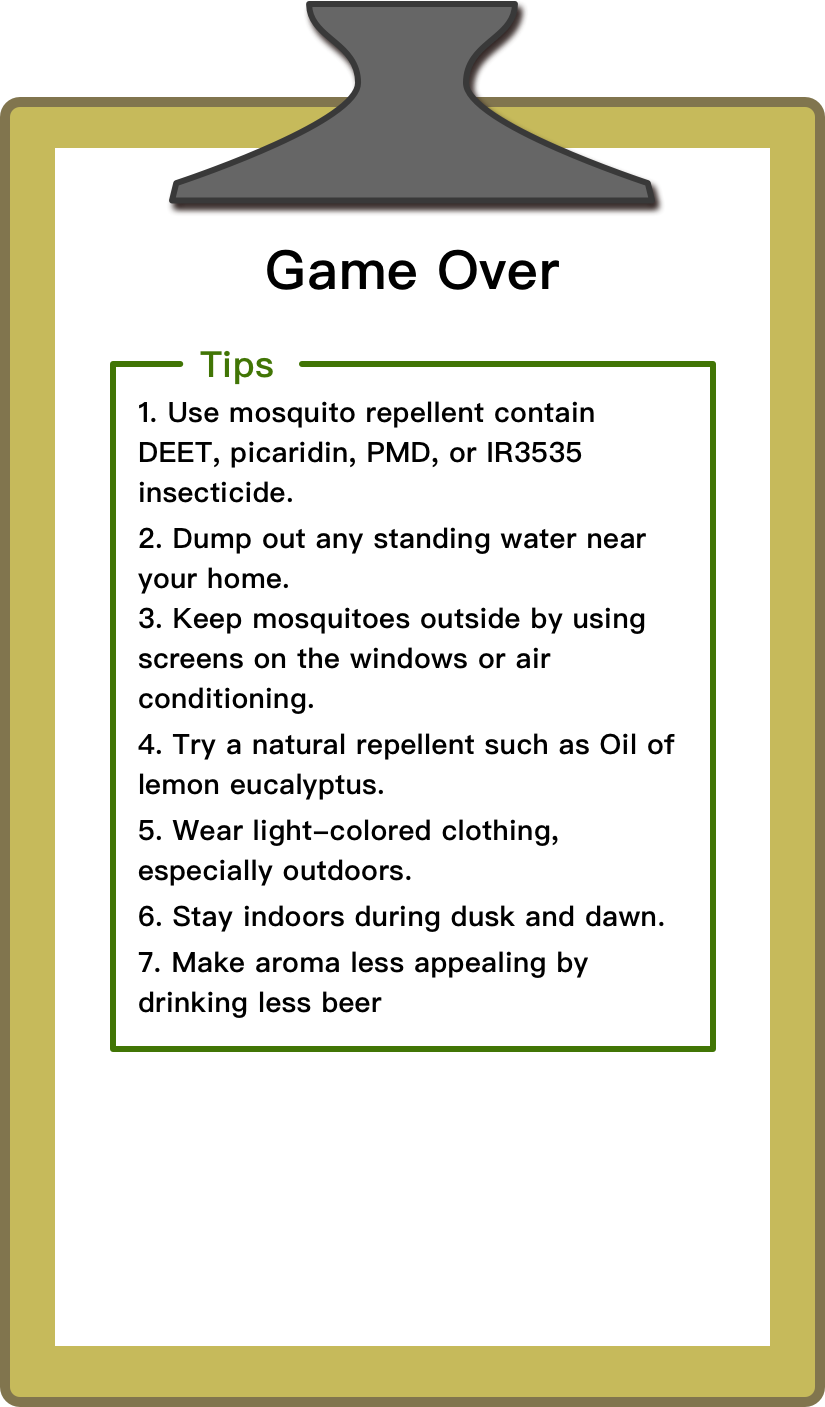 Game Over
Tips
1. Use mosquito repellent contain
DEET, picaridin, PMD, or IR3535
insecticide.
2. Dump out any standing water near
your home.
3. Keep mosquitoes outside by using
screens on the windows or air
conditioning.
4. Try a natural repellent such as Oil of
lemon eucalyptus.
5. Wear light–colored clothing,
especially outdoors.
6. Stay indoors during dusk and dawn.
7. Make aroma less appealing by
drinking less beer